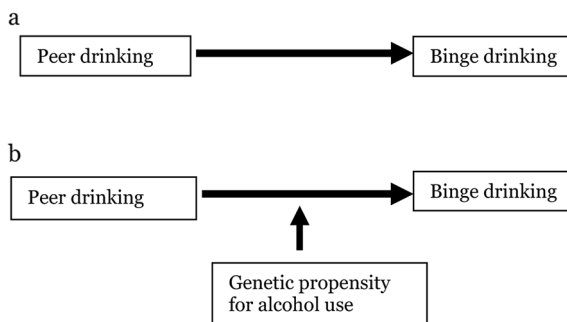 a
Peer drinking
Binge drinking
b
Peer drinking
Binge drinking
Genetic propensity
for alcohol use